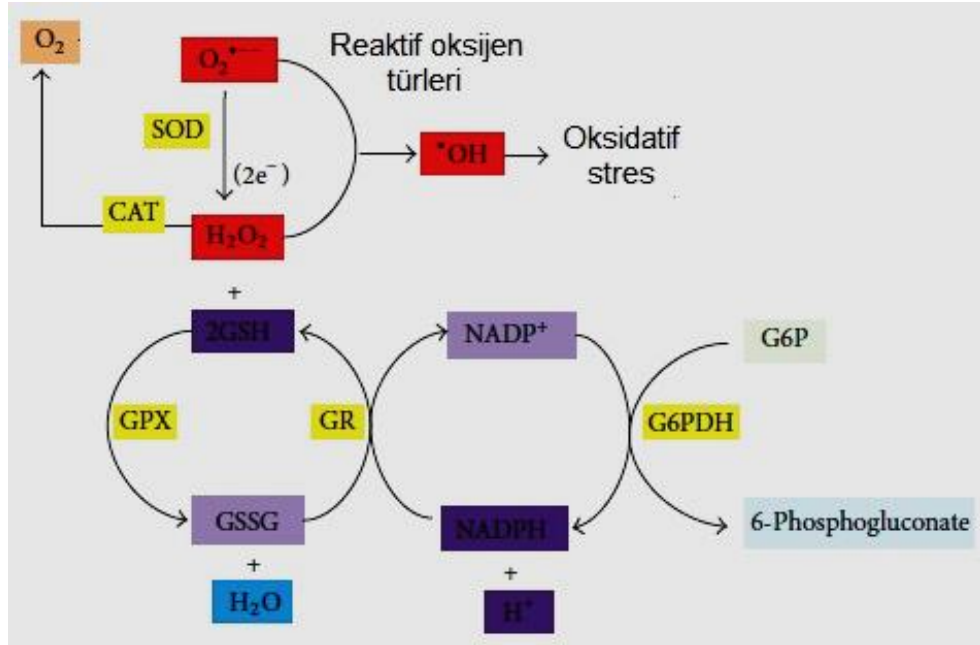 O₂
O₂•−
Reaktif oksijen
türleri
SOD
(2e⁻)
•OH
Oksidatif
stres
CAT
H₂O₂
+
2GSH
NADP⁺
G6P
GPX
GR
G6PDH
GSSG
NADPH
6-Phosphogluconate
+
+
H₂O
H⁺